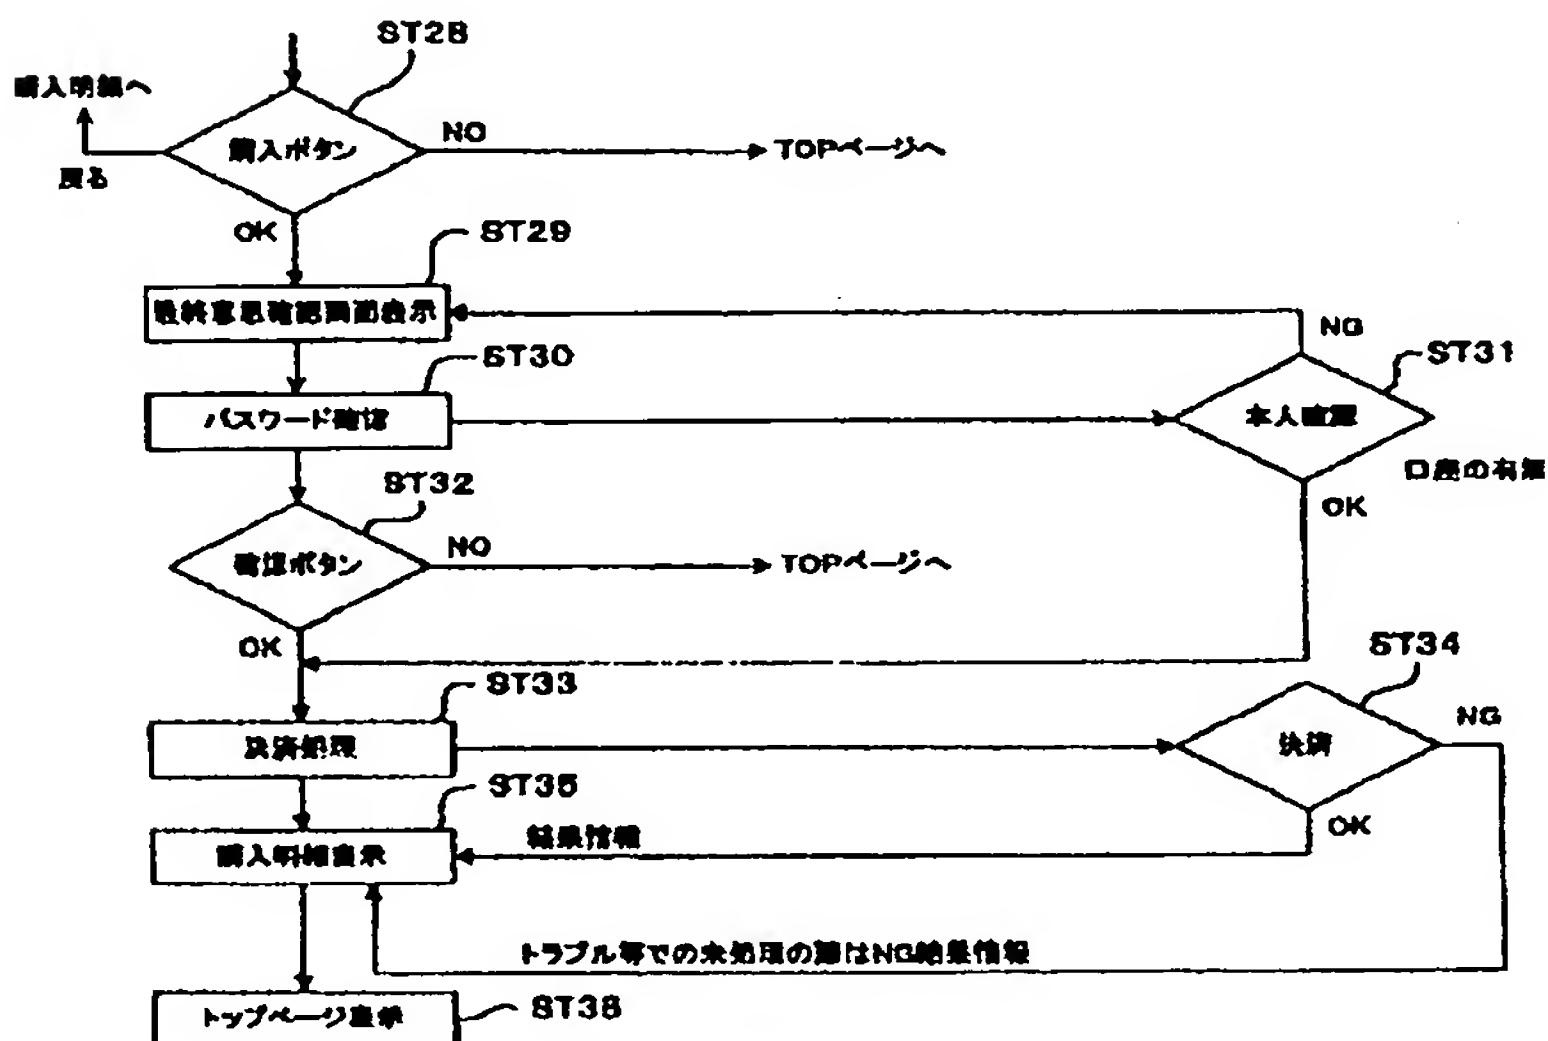 ST28
購入明細へ
購入ボタン
NO
TOPページへ
戻る
OK
ST29
最終意思確認画面表示
NG
ST30
ST31
パスワード確認
本人確認
口座の有無
ST32
OK
確認ボタン
NO
TOPページへ
OK
ST34
ST33
NG
決済処理
決済
ST35
OK
結果情報
購入明細表示
トラブル等での未処理の際はNG結果情報
トップページ表示